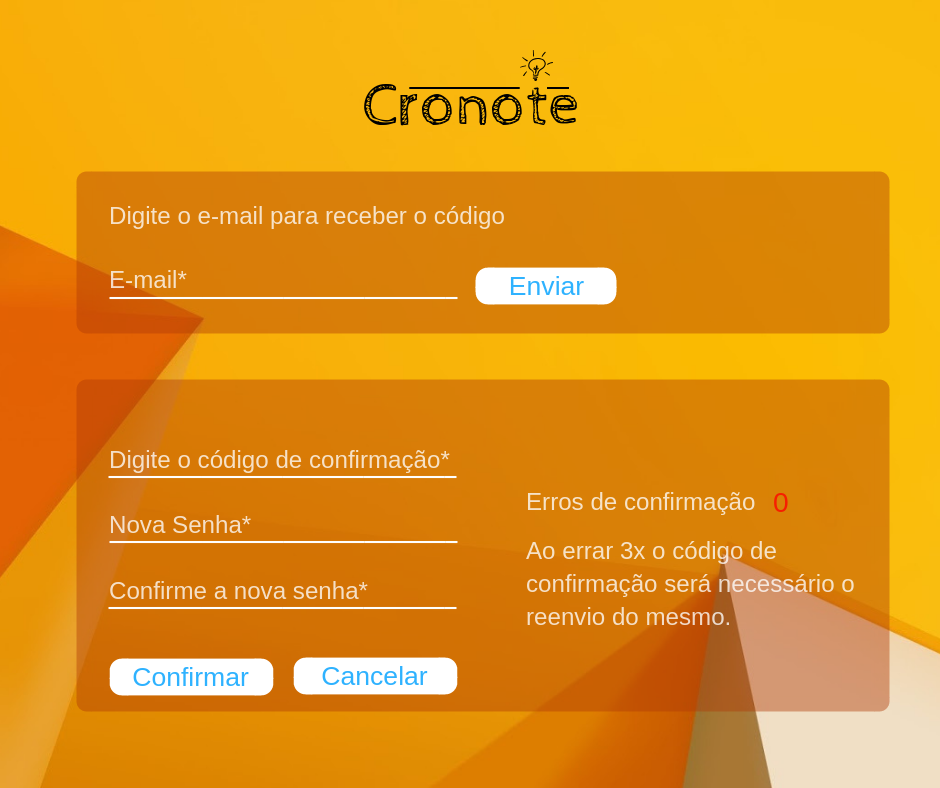 Cronote
Digite o e-mail para receber o código
E-mail*
Enviar
Digite o código de confirmação*
Nova Senha*
Confirme a nova senha*
Confirmar
Cancelar
Erros de confirmação 0
Ao errar 3x o código de
confirmação será necessário o
reenvio do mesmo.